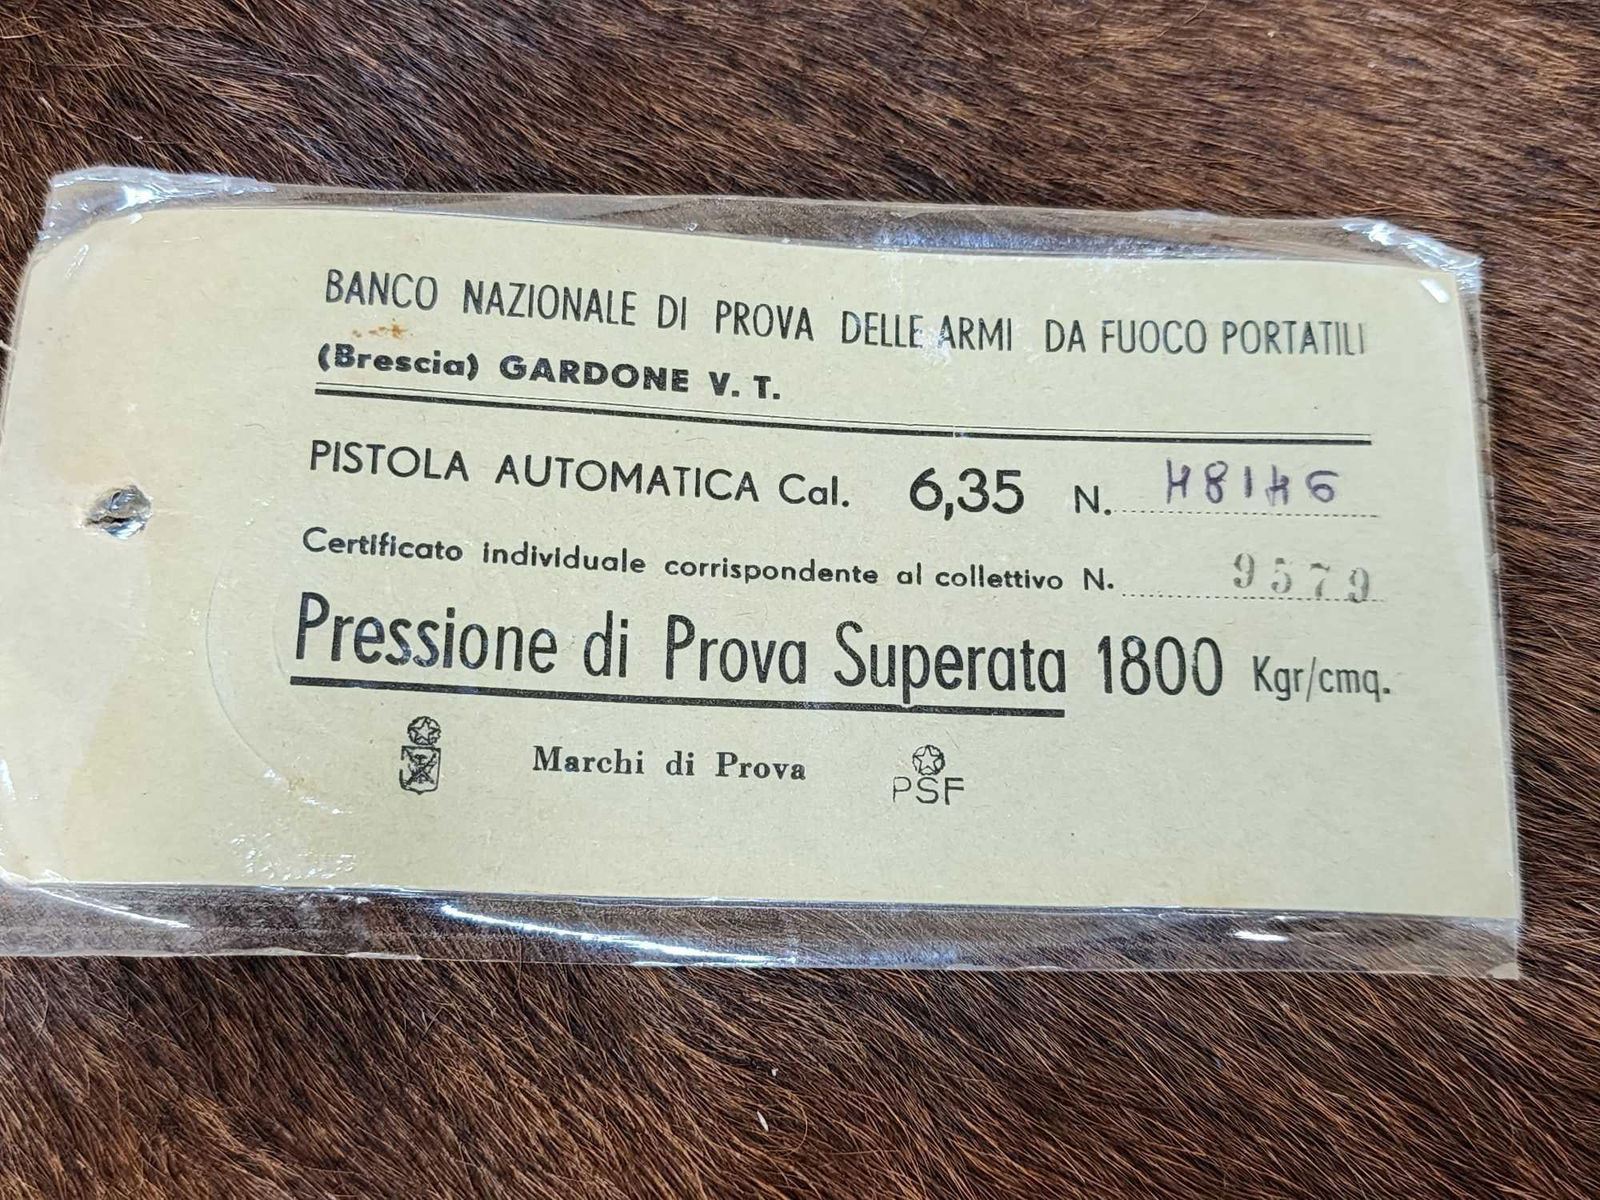 BANCO NAZIONALE DI PROVA DELLE ARMI DA FUOCO PORTATILI
(Brescia) GARDONE V. T.
PISTOLA AUTOMATICA Cal. 6,35 N. 48146
Certificato individuale corrispondente al collettivo N. 9579
Pressione di Prova Superata 1800 Kgr/cmq.
Marchi di Prova PSF